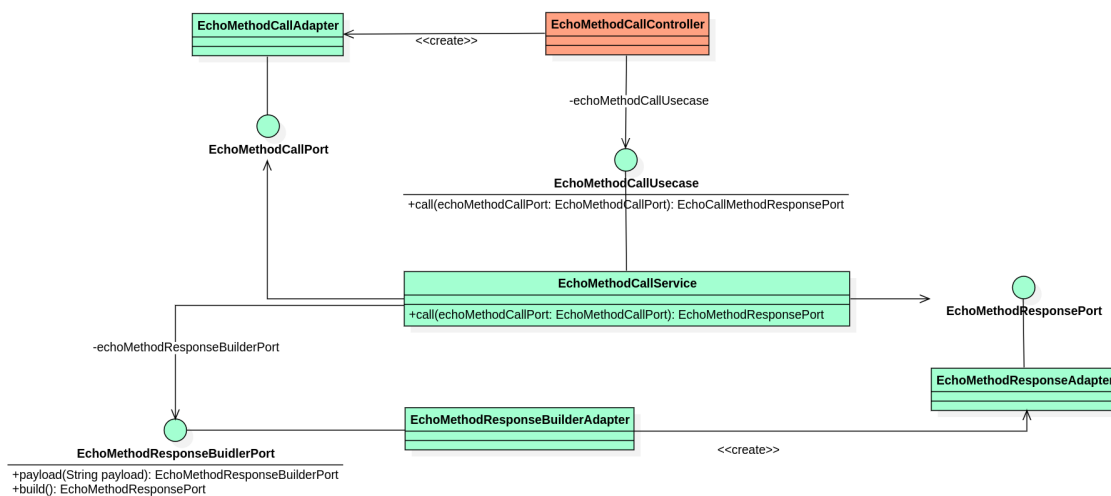 EchoMethodCallAdapter
EchoMethodCallController
<<create>>
-echoMethodCallUsecase
EchoMethodCallPort
EchoMethodCallUsecase
+call(echoMethodCallPort: EchoMethodCallPort): EchoCallMethodResponsePort
EchoMethodCallService
+call(echoMethodCallPort: EchoMethodCallPort): EchoMethodResponsePort
EchoMethodResponsePort
-echoMethodResponseBuilderPort
EchoMethodResponseAdapter
EchoMethodResponseBuilderAdapter
<<create>>
EchoMethodResponseBuidlerPort
+payload(String payload): EchoMethodResponseBuilderPort
+build(): EchoMethodResponsePort